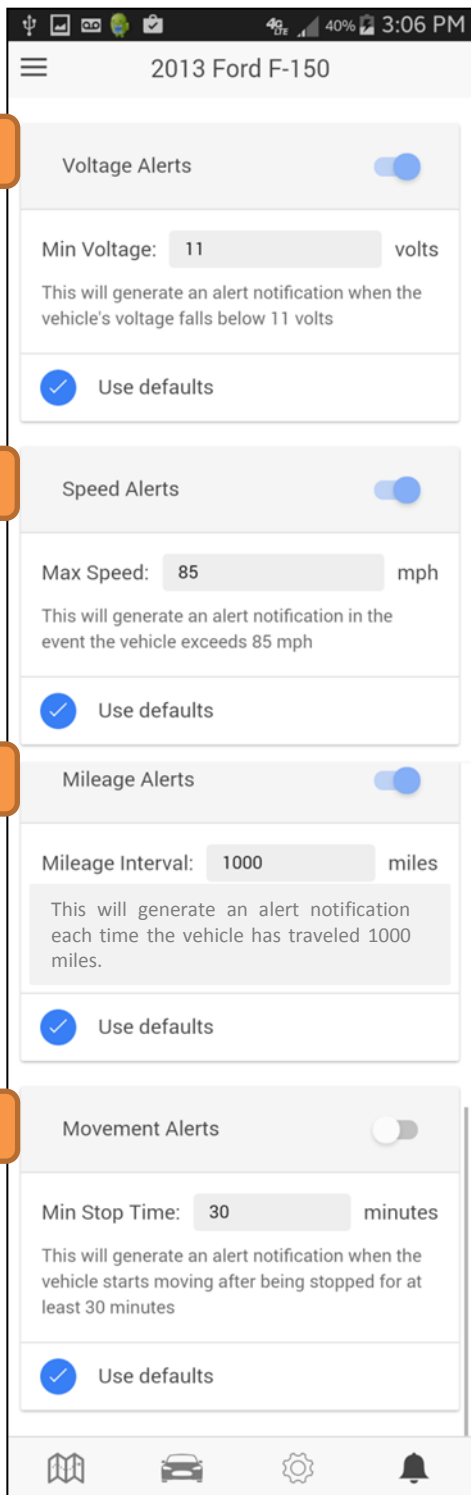 4G LTE 40% 3:06 PM
2013 Ford F-150
Voltage Alerts
Min Voltage: 11 volts
This will generate an alert notification when the
vehicle's voltage falls below 11 volts
Use defaults
Speed Alerts
Max Speed: 85 mph
This will generate an alert notification in the
event the vehicle exceeds 85 mph
Use defaults
Mileage Alerts
Mileage Interval: 1000 miles
This will generate an alert notification
each time the vehicle has traveled 1000
miles.
Use defaults
Movement Alerts
Min Stop Time: 30 minutes
This will generate an alert notification when the
vehicle starts moving after being stopped for at
least 30 minutes
Use defaults